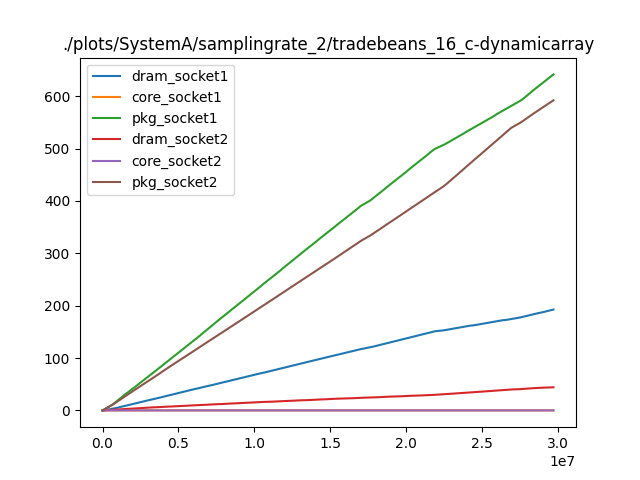 ./plots/SystemA/samplingrate_2/tradebeans_16_c-dynamicarray
dram_socket1
core_socket1
pkg_socket1
dram_socket2
core_socket2
pkg_socket2
600
500
400
300
200
100
0
0.0 0.5 1.0 1.5 2.0 2.5 3.0
1e7